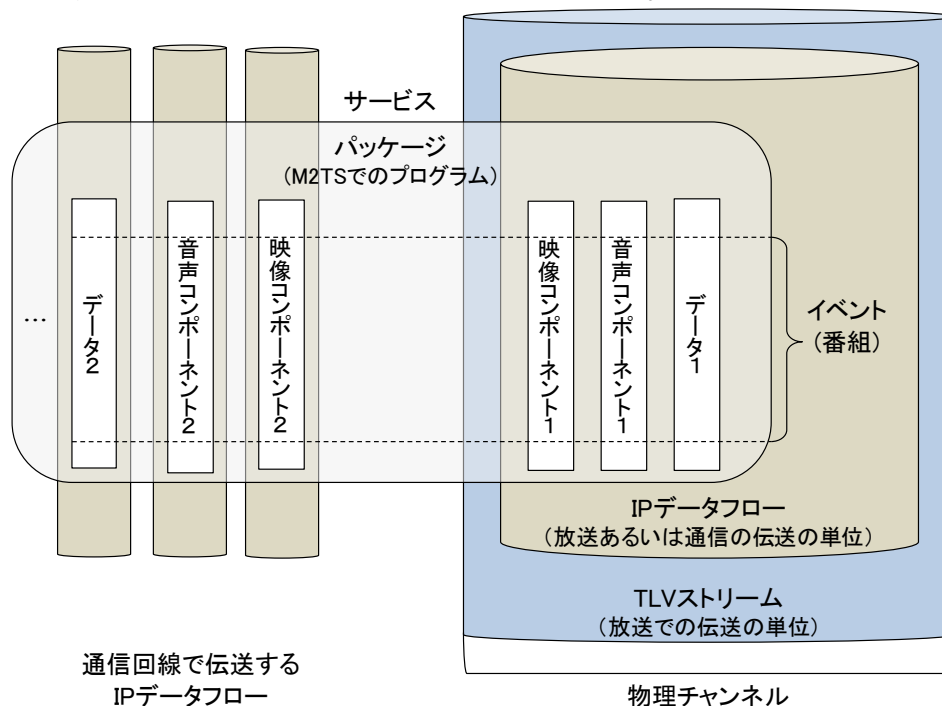 サービス
パッケージ
(M2TSでのプログラム)
…
データ2
音声コンポーネント2
映像コンポーネント2
映像コンポーネント1
音声コンポーネント1
データ1
イベント
(番組)
IPデータフロー
(放送あるいは通信の伝送の単位)
TLVストリーム
(放送での伝送の単位)
通信回線で伝送する
IPデータフロー
物理チャンネル